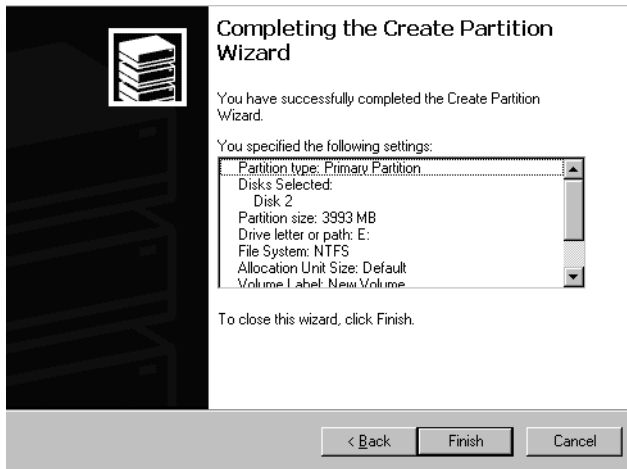 Completing the Create Partition
Wizard
You have successfully completed the Create Partition
Wizard.
You specified the following settings:
Partition type: Primary Partition
Disks Selected:
Disk 2
Partition size: 3993 MB
Drive letter or path: E:
File System: NTFS
Allocation Unit Size: Default
Volume Label: New Volume
To close this wizard, click Finish.
< Back
Finish
Cancel